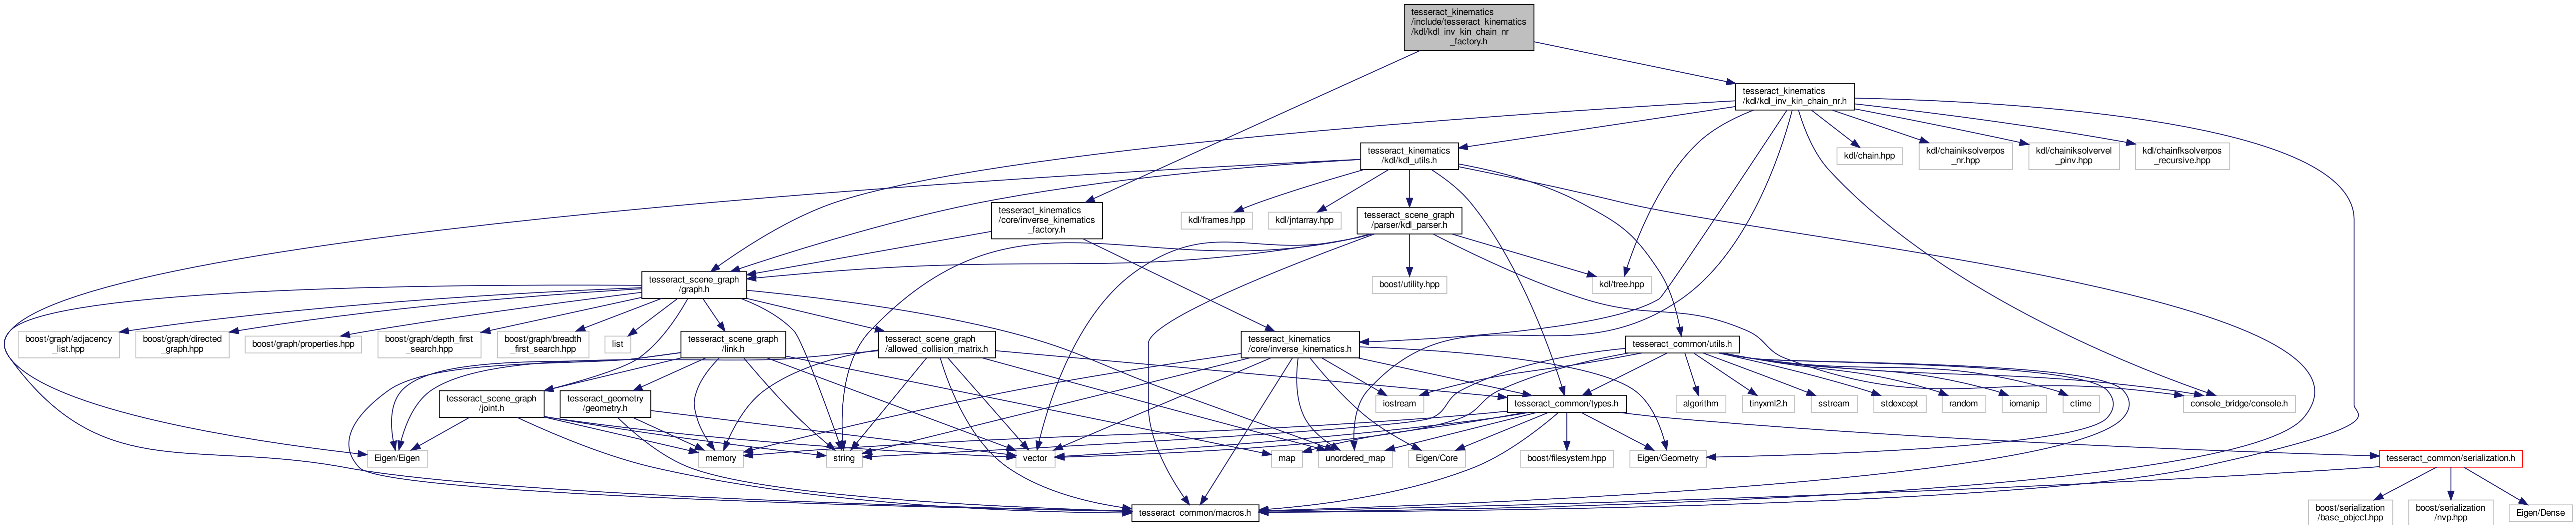 tesseract_kinematics
/include/tesseract_kinematics
/kdl/kdl_inv_kin_chain_nr
_factory.h
tesseract_kinematics
/kdl/kdl_inv_kin_chain_nr.h
tesseract_kinematics
/kdl/kdl_utils.h
kdl/chain.hpp
kdl/chainiksolverpos
_nr.hpp
kdl/chainiksolvervel
_pinv.hpp
kdl/chainfksolverpos
_recursive.hpp
tesseract_kinematics
/core/inverse_kinematics
_factory.h
kdl/frames.hpp
kdl/jntarray.hpp
tesseract_scene_graph
/parser/kdl_parser.h
tesseract_scene_graph
/graph.h
boost/utility.hpp
kdl/tree.hpp
boost/graph/adjacency
_list.hpp
boost/graph/directed
_graph.hpp
boost/graph/properties.hpp
boost/graph/depth_first
_search.hpp
boost/graph/breadth
_first_search.hpp
list
tesseract_scene_graph
/link.h
tesseract_scene_graph
/allowed_collision_matrix.h
tesseract_kinematics
/core/inverse_kinematics.h
tesseract_common/utils.h
tesseract_scene_graph
/joint.h
tesseract_geometry
/geometry.h
iostream
tesseract_common/types.h
algorithm
tinyxml2.h
sstream
stdexcept
random
iomanip
ctime
console_bridge/console.h
Eigen/Eigen
memory
string
vector
map
unordered_map
Eigen/Core
boost/filesystem.hpp
Eigen/Geometry
tesseract_common/serialization.h
tesseract_common/macros.h
boost/serialization
/base_object.hpp
boost/serialization
/nvp.hpp
Eigen/Dense